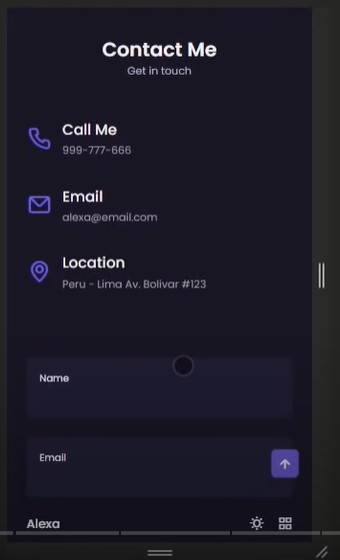 Contact Me
Get in touch
Call Me
999-777-666
Email
alexa@email.com
Location
Peru - Lima Av. Bolivar #123
Name
Email
Alexa